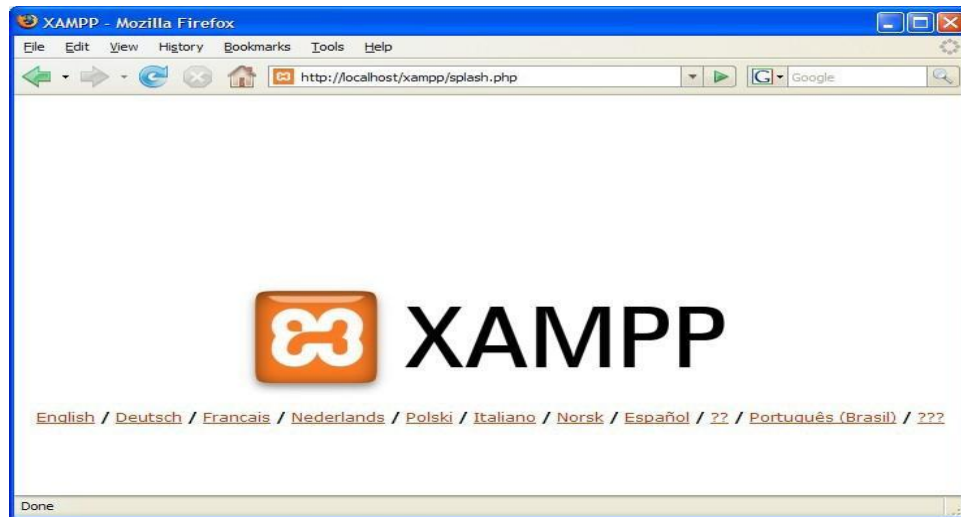 XAMPP - Mozilla Firefox
File Edit View History Bookmarks Tools Help
http://localhost/xampp/splash.php G Google
XAMPP
English / Deutsch / Francais / Nederlands / Polski / Italiano / Norsk / Español / ?? / Português (Brasil) / ???
Done